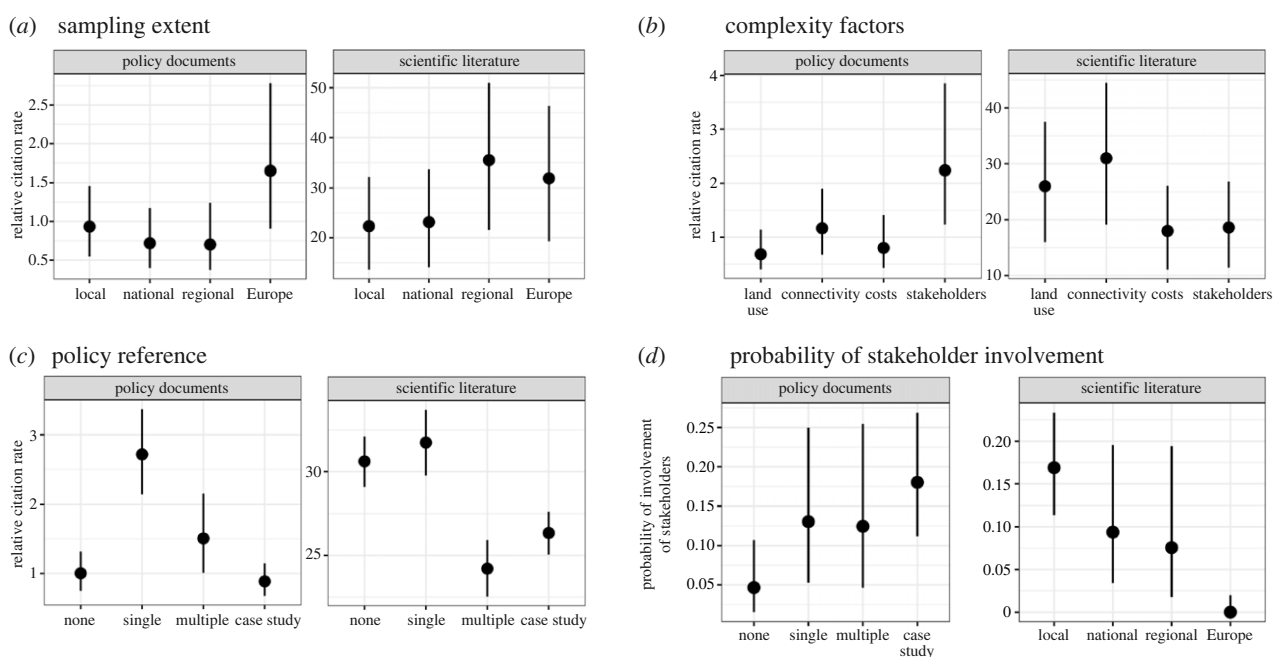 (a) sampling extent
policy documents
scientific literature
relative citation rate
2.5
2.0
1.5
1.0
0.5
50
40
30
20
local national regional Europe
local national regional Europe
(b) complexity factors
policy documents
scientific literature
relative citation rate
4
3
2
1
40
30
20
10
land connectivity costs stakeholders
use
land connectivity costs stakeholders
use
(c) policy reference
policy documents
scientific literature
relative citation rate
3
2
1
30
25
none single multiple case study
none single multiple case study
(d) probability of stakeholder involvement
policy documents
scientific literature
probability of involvement
of stakeholders
0.25
0.20
0.15
0.10
0.05
0.20
0.15
0.10
0.05
0
none single multiple case
study
local national regional Europe